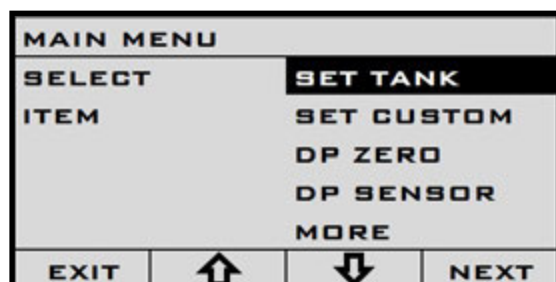 MAIN MENU
SELECT SET TANK
ITEM SET CUSTOM
DP ZERO
DP SENSOR
MORE
EXIT NEXT